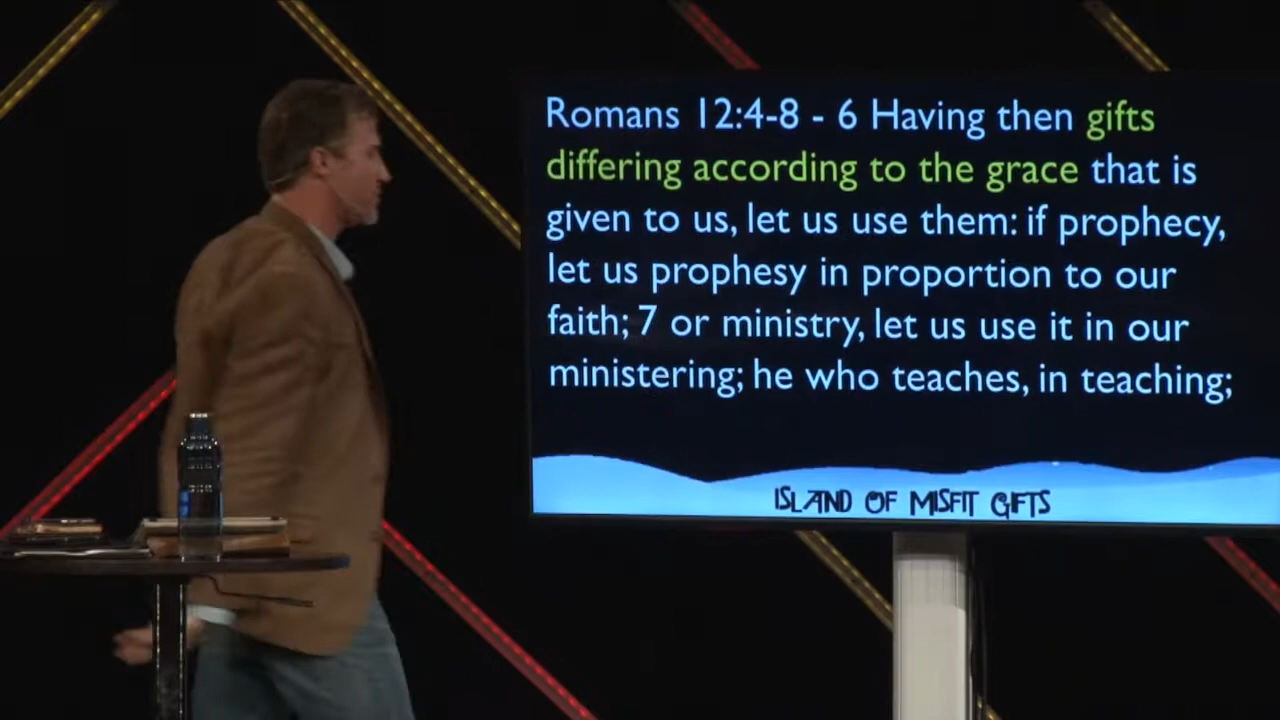 Romans 12:4-8 - 6 Having then gifts
differing according to the grace that is
given to us, let us use them: if prophecy,
let us prophesy in proportion to our
faith; 7 or ministry, let us use it in our
ministering; he who teaches, in teaching;
ISLAND OF MISFIT GIFTS